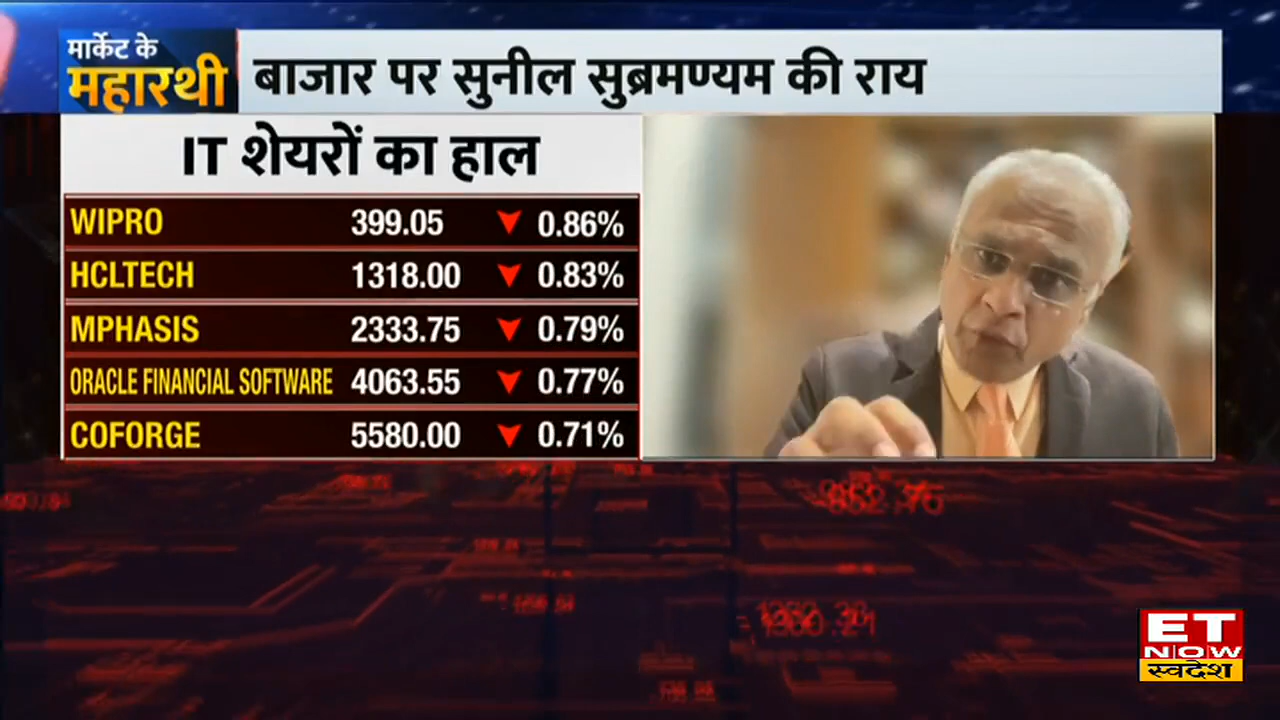 मार्केट के
महारथी
बाजार पर सुनील सुब्रमण्यम की राय
IT शेयरों का हाल
WIPRO 399.05 0.86%
HCLTECH 1318.00 0.83%
MPHASIS 2333.75 0.79%
ORACLE FINANCIAL SOFTWARE 4063.55 0.77%
COFORGE 5580.00 0.71%
ET
NOW
स्वदेश